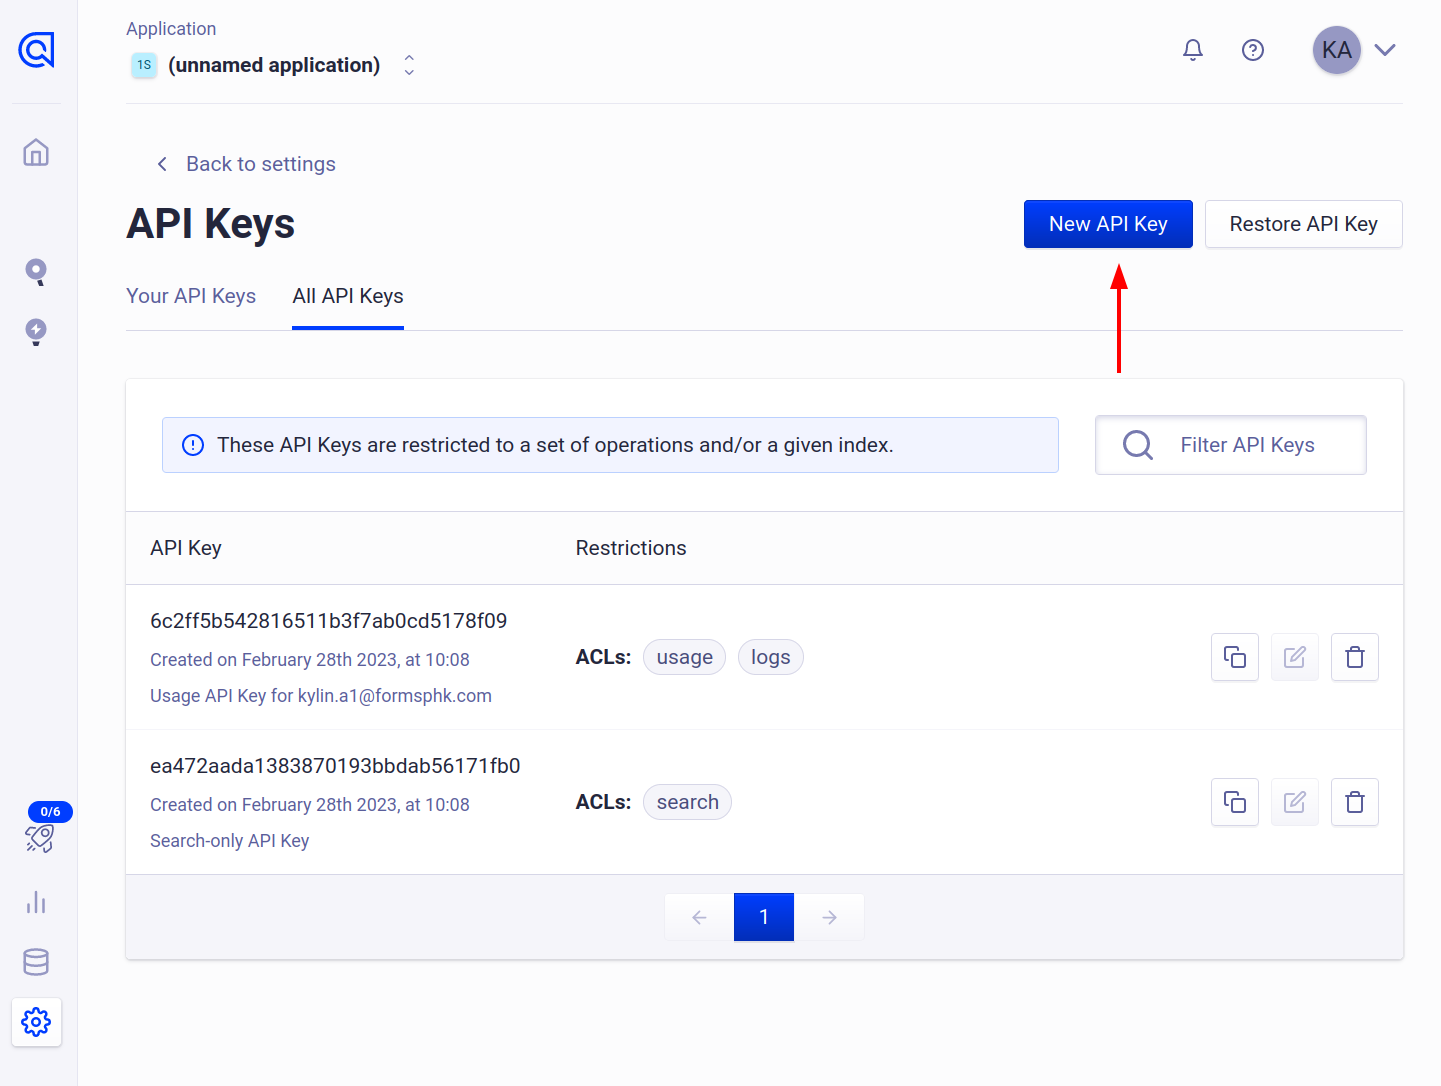 Application
1S (unnamed application)
KA
Back to settings
API Keys
New API Key
Restore API Key
Your API Keys
All API Keys
These API Keys are restricted to a set of operations and/or a given index.
Filter API Keys
API Key
Restrictions
6c2ff5b542816511b3f7ab0cd5178f09
Created on February 28th 2023, at 10:08
Usage API Key for kylin.a1@formsphk.com
ACLs: usage logs
ea472aada1383870193bbdab56171fb0
Created on February 28th 2023, at 10:08
Search-only API Key
ACLs: search
0/6
1